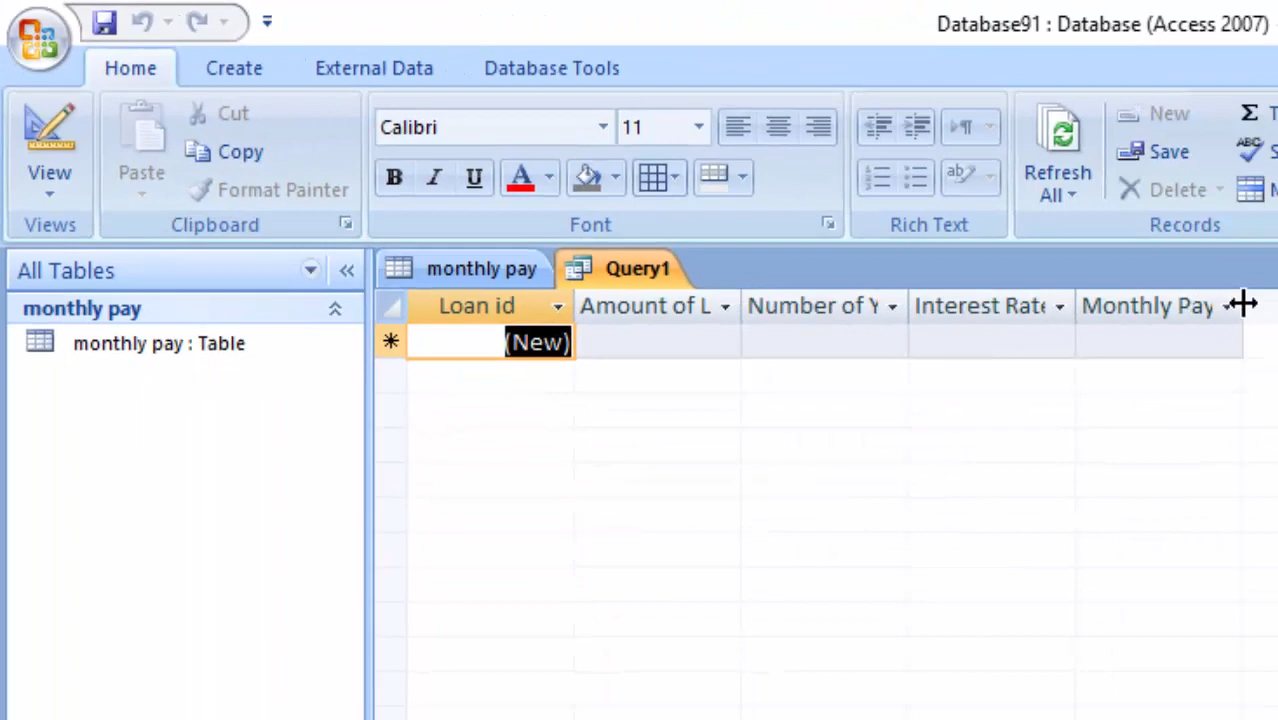 Database91 : Database (Access 2007)
Home Create External Data Database Tools
View Paste Cut Copy Format Painter
Calibri 11
B I U A
ab
Refresh All
New Save Delete
Σ T
ABC S
M
Views Clipboard Font Rich Text Records
All Tables
monthly pay
monthly pay : Table
monthly pay Query1
Loan id Amount of L Number of Y Interest Rate Monthly Pay
* (New)